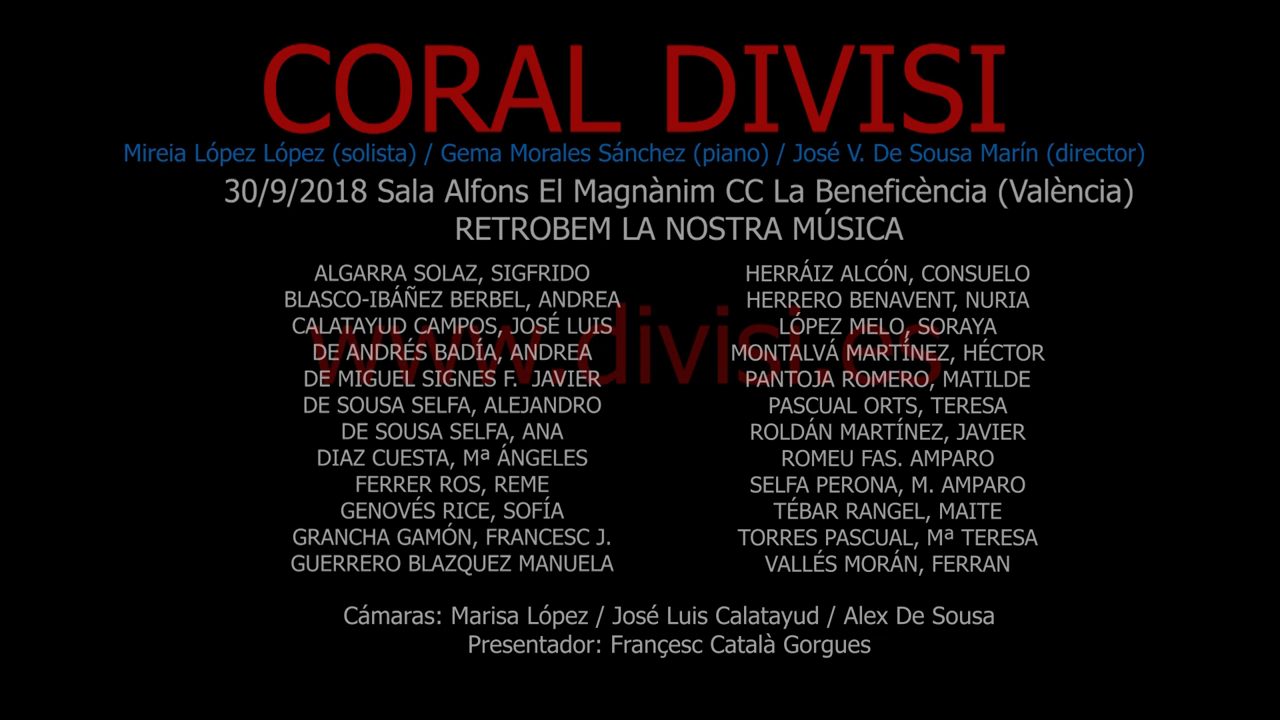 CORAL DIVISI
Mireia López López (solista) / Gema Morales Sánchez (piano) / José V. De Sousa Marín (director)
30/9/2018 Sala Alfons El Magnànim CC La Beneficència (València)
RETROBEM LA NOSTRA MÚSICA
ALGARRA SOLAZ, SIGFRIDO
BLASCO-IBÁÑEZ BERBEL, ANDREA
CALATAYUD CAMPOS, JOSÉ LUIS
DE ANDRÉS BADÍA, ANDREA
DE MIGUEL SIGNES F. JAVIER
DE SOUSA SELFA, ALEJANDRO
DE SOUSA SELFA, ANA
DIAZ CUESTA, Mª ÁNGELES
FERRER ROS, REME
GENOVÉS RICE, SOFÍA
GRANCHA GAMÓN, FRANCESC J.
GUERRERO BLAZQUEZ MANUELA
HERRÁIZ ALCÓN, CONSUELO
HERRERO BENAVENT, NURIA
LÓPEZ MELO, SORAYA
MONTALVÁ MARTÍNEZ, HÉCTOR
PANTOJA ROMERO, MATILDE
PASCUAL ORTS, TERESA
ROLDÁN MARTÍNEZ, JAVIER
ROMEU FAS. AMPARO
SELFA PERONA, M. AMPARO
TÉBAR RANGEL, MAITE
TORRES PASCUAL, Mª TERESA
VALLÉS MORÁN, FERRAN
www.divisi.es
Cámaras: Marisa López / José Luis Calatayud / Alex De Sousa
Presentador: Françesc Català Gorgues